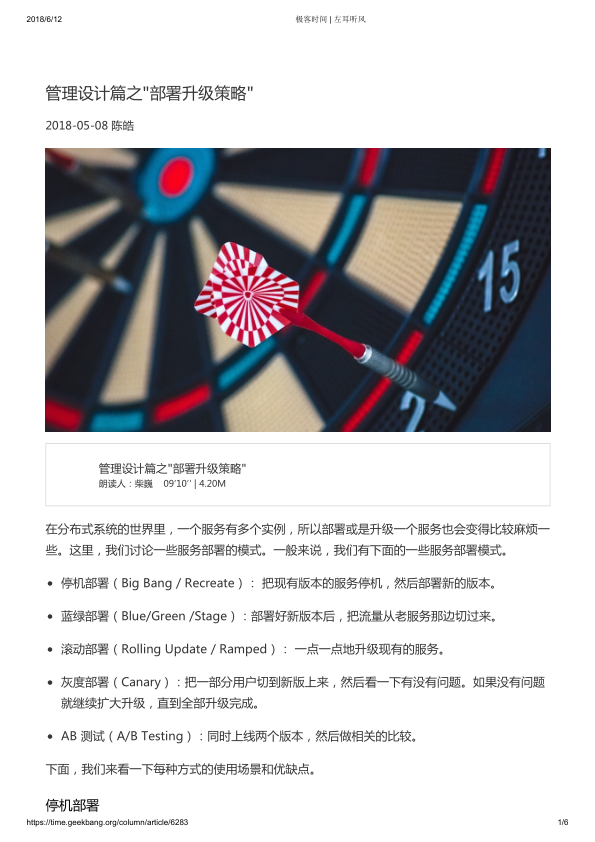 2018/6/12
极客时间 | 左耳听风
管理设计篇之"部署升级策略"
2018-05-08 陈皓
15
2
管理设计篇之"部署升级策略"
朗读人：柴巍 09′10′′ | 4.20M
在分布式系统的世界里，一个服务有多个实例，所以部署或是升级一个服务也会变得比较麻烦一
些。这里，我们讨论一些服务部署的模式。一般来说，我们有下面的一些服务部署模式。
• 停机部署（Big Bang / Recreate）： 把现有版本的服务停机，然后部署新的版本。
• 蓝绿部署（Blue/Green /Stage）：部署好新版本后，把流量从老服务那边切过来。
• 滚动部署（Rolling Update / Ramped）： 一点一点地升级现有的服务。
• 灰度部署（Canary）：把一部分用户切到新版上来，然后看一下有没有问题。如果没有问题
就继续扩大升级，直到全部升级完成。
• AB 测试（A/B Testing）：同时上线两个版本，然后做相关的比较。
下面，我们来看一下每种方式的使用场景和优缺点。
停机部署
https://time.geekbang.org/column/article/6283
1/6